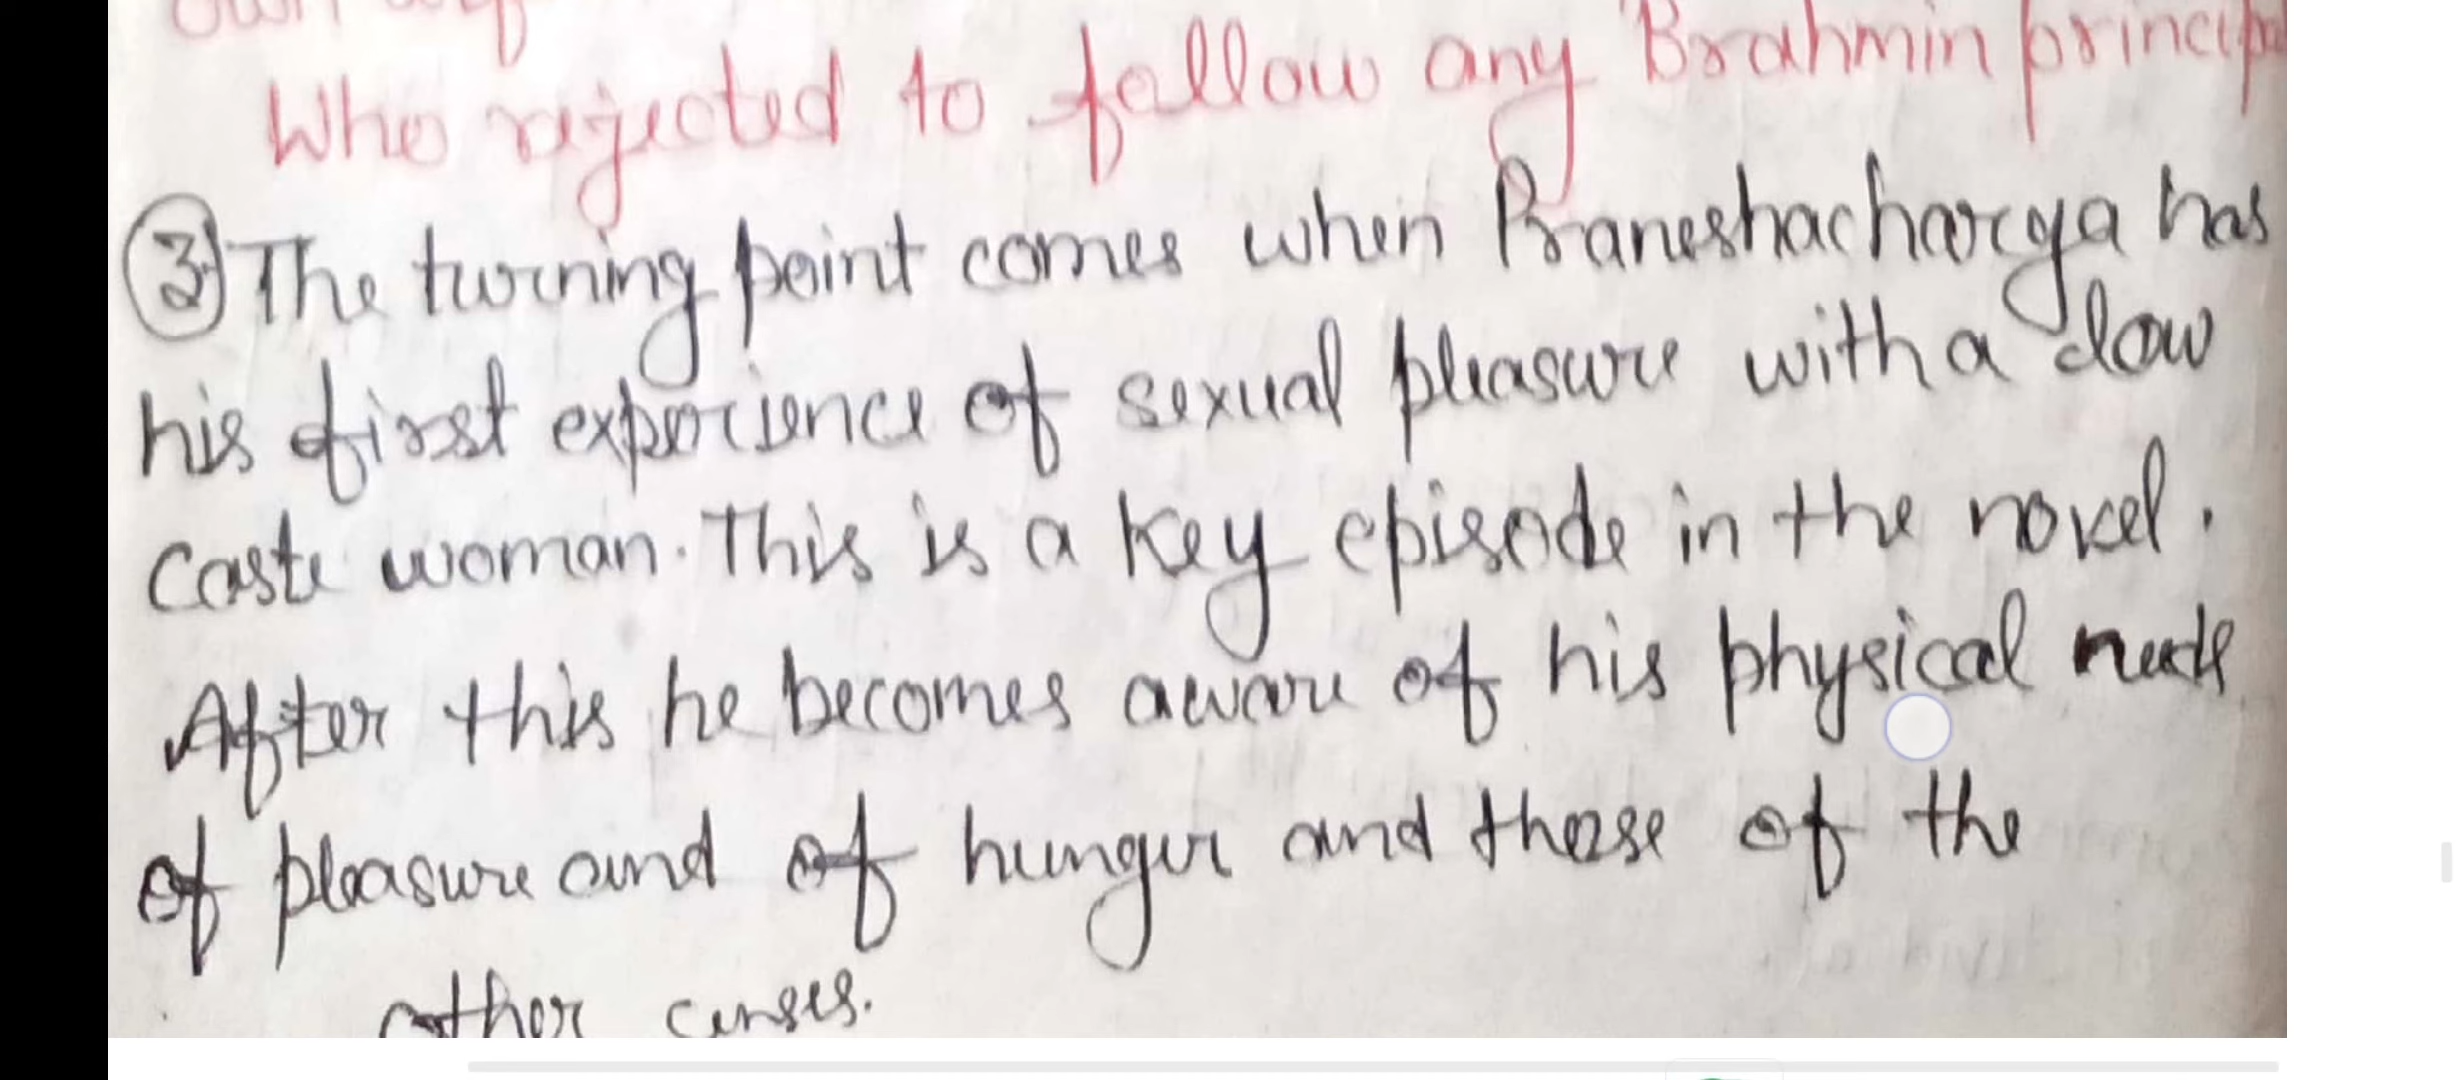 Who rejected to follow any Brahmin
③ The turning point comes when Praneshacharya has
his first experience of sexual pleasure with a low
caste woman. This is a key episode in the novel.
After this he becomes aware of his physical needs
of pleasure and of hunger and those of the
other censes.